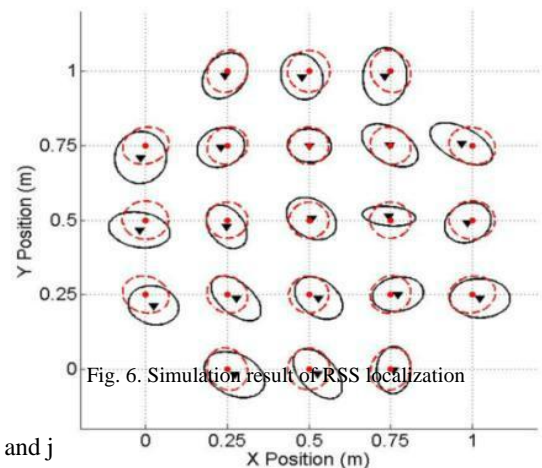 1
0.75
0.5
0.25
0
Y Position (m)
Fig. 6. Simulation result of RSS localization
0 0.25 0.5 0.75 1
X Position (m)
and j